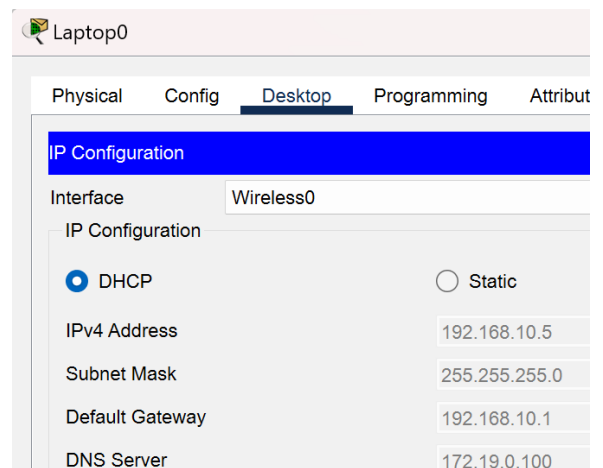 Laptop0
Physical Config Desktop Programming Attribut
IP Configuration
Interface Wireless0
IP Configuration
DHCP Static
IPv4 Address 192.168.10.5
Subnet Mask 255.255.255.0
Default Gateway 192.168.10.1
DNS Server 172.19.0.100